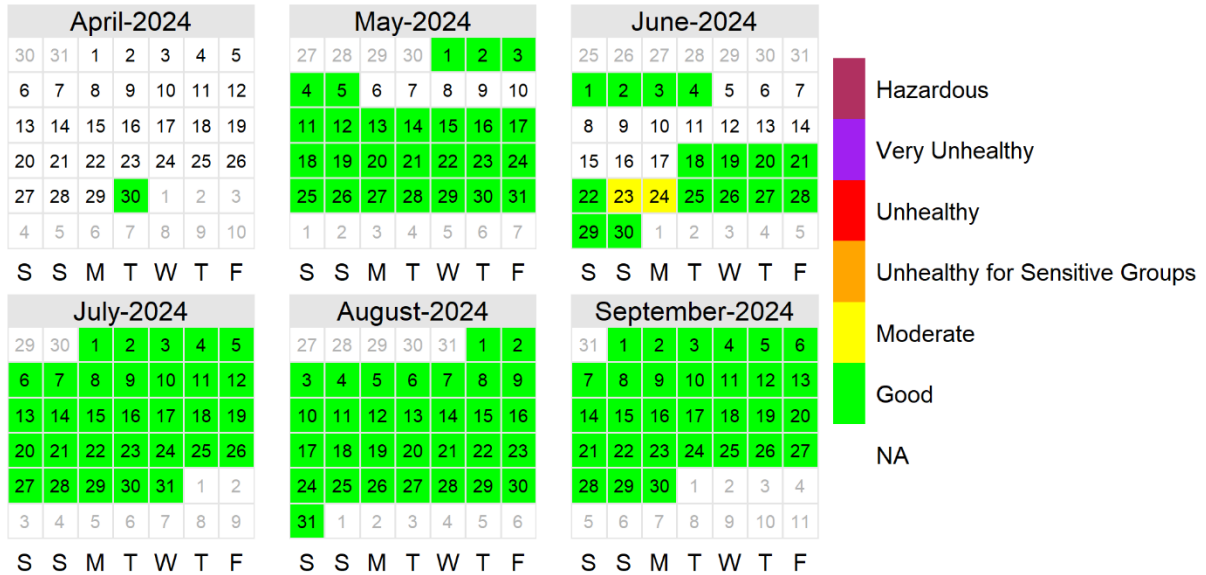 April-2024
30 31 1 2 3 4 5
6 7 8 9 10 11 12
13 14 15 16 17 18 19
20 21 22 23 24 25 26
27 28 29 30 1 2 3
4 5 6 7 8 9 10
S S M T W T F
May-2024
27 28 29 30 1 2 3
4 5 6 7 8 9 10
11 12 13 14 15 16 17
18 19 20 21 22 23 24
25 26 27 28 29 30 31
1 2 3 4 5 6 7
S S M T W T F
June-2024
25 26 27 28 29 30 31
1 2 3 4 5 6 7
8 9 10 11 12 13 14
15 16 17 18 19 20 21
22 23 24 25 26 27 28
29 30 1 2 3 4 5
S S M T W T F
July-2024
29 30 1 2 3 4 5
6 7 8 9 10 11 12
13 14 15 16 17 18 19
20 21 22 23 24 25 26
27 28 29 30 31 1 2
3 4 5 6 7 8 9
S S M T W T F
August-2024
27 28 29 30 31 1 2
3 4 5 6 7 8 9
10 11 12 13 14 15 16
17 18 19 20 21 22 23
24 25 26 27 28 29 30
31 1 2 3 4 5 6
S S M T W T F
September-2024
31 1 2 3 4 5 6
7 8 9 10 11 12 13
14 15 16 17 18 19 20
21 22 23 24 25 26 27
28 29 30 1 2 3 4
5 6 7 8 9 10 11
S S M T W T F
Hazardous
Very Unhealthy
Unhealthy
Unhealthy for Sensitive Groups
Moderate
Good
NA